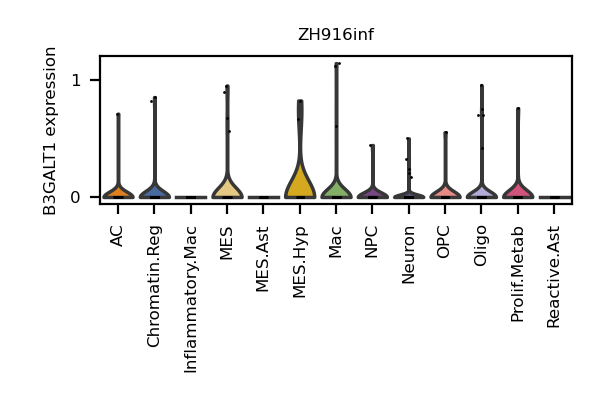 ZH916inf
B3GALT1 expression
1
0
AC
Chromatin.Reg
Inflammatory.Mac
MES
MES.Ast
MES.Hyp
Mac
NPC
Neuron
OPC
Oligo
Prolif.Metab
Reactive.Ast